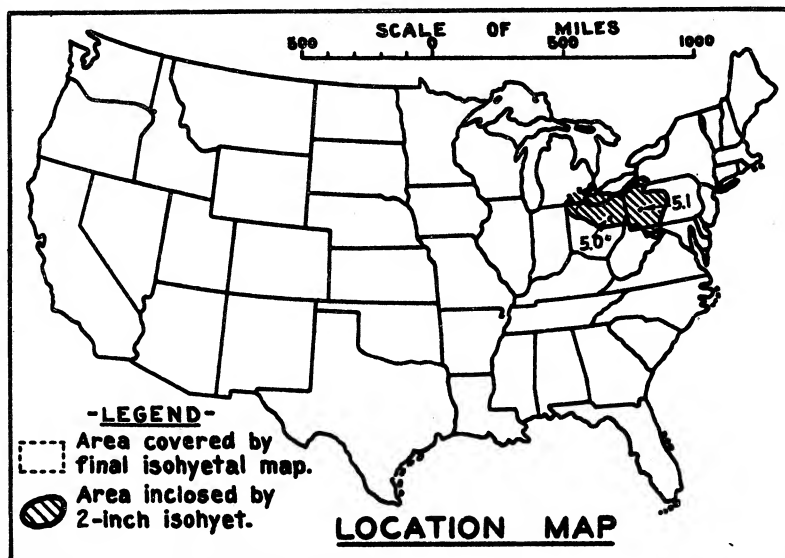 SCALE OF MILES
500 0 500 1000
5.1
5.0
-LEGEND-
Area covered by
final isohyetal map.
Area inclosed by
2-inch isohyet.
LOCATION MAP